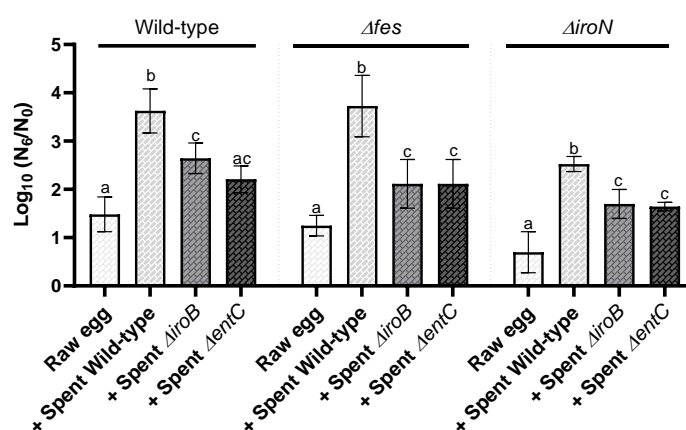 Wild-type Δfes ΔiroN
Log10 (N6/N0)
5
4
3
2
1
0
a b c ac
a b c c
a b c c
Raw egg
+ Spent Wild-type
+ Spent ΔiroB
+ Spent ΔentC
Raw egg
+ Spent Wild-type
+ Spent ΔiroB
+ Spent ΔentC
Raw egg
+ Spent Wild-type
+ Spent ΔiroB
+ Spent ΔentC